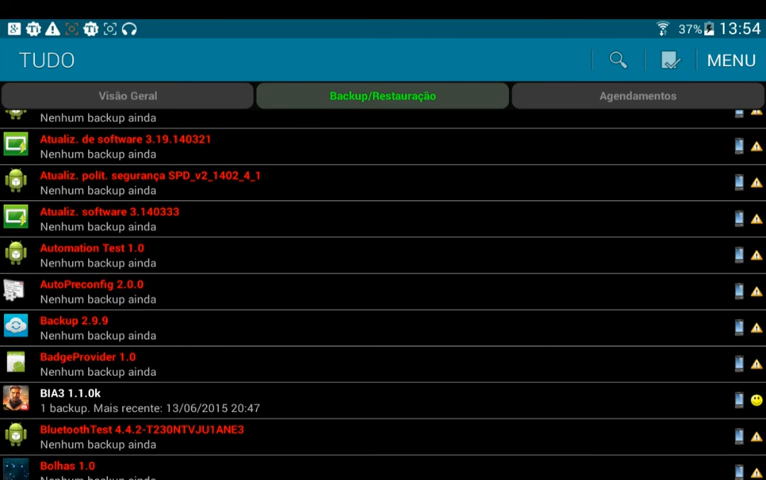 37%
13:54
TUDO
MENU
Visão Geral
Backup/Restauração
Agendamentos
Nenhum backup ainda
Atualiz. de software 3.19.140321
Nenhum backup ainda
Atualiz. polit. segurança SPD_v2_1402_4_1
Nenhum backup ainda
Atualiz. software 3.140333
Nenhum backup ainda
Automation Test 1.0
Nenhum backup ainda
AutoPreconfig 2.0.0
Nenhum backup ainda
Backup 2.9.9
Nenhum backup ainda
BadgeProvider 1.0
Nenhum backup ainda
BIA3 1.1.0k
1 backup. Mais recente: 13/06/2015 20:47
BluetoothTest 4.4.2-T230NTVJU1ANE3
Nenhum backup ainda
Bolhas 1.0
Nenhum backup ainda